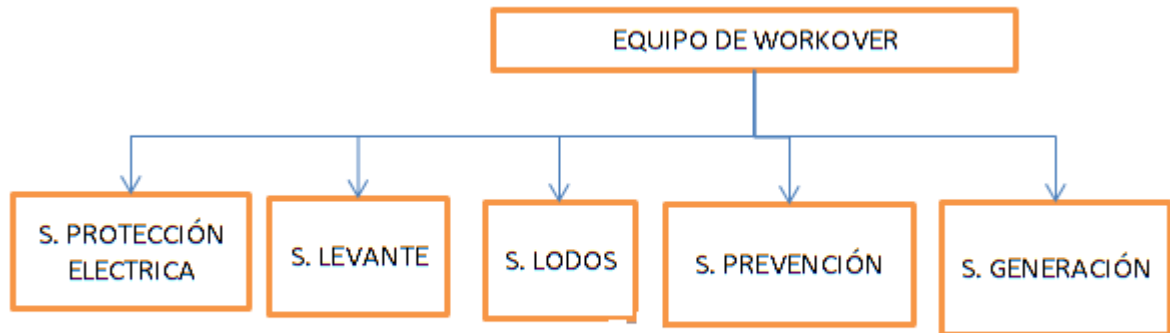 EQUIPO DE WORKOVER
S. PROTECCIÓN
ELECTRICA
S. LEVANTE
S. LODOS
S. PREVENCIÓN
S. GENERACIÓN